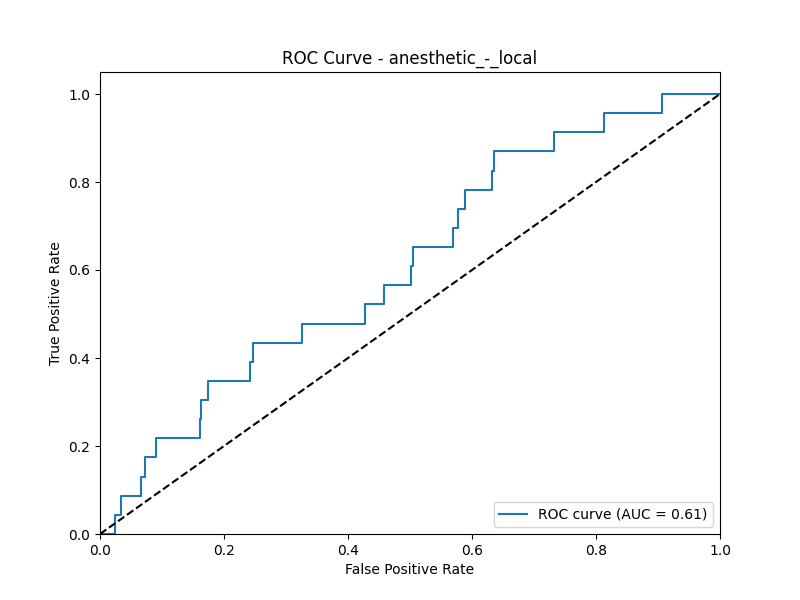 ROC Curve - anesthetic_-_local
True Positive Rate
1.0
0.8
0.6
0.4
0.2
0.0
0.0 0.2 0.4 0.6 0.8 1.0
False Positive Rate
ROC curve (AUC = 0.61)